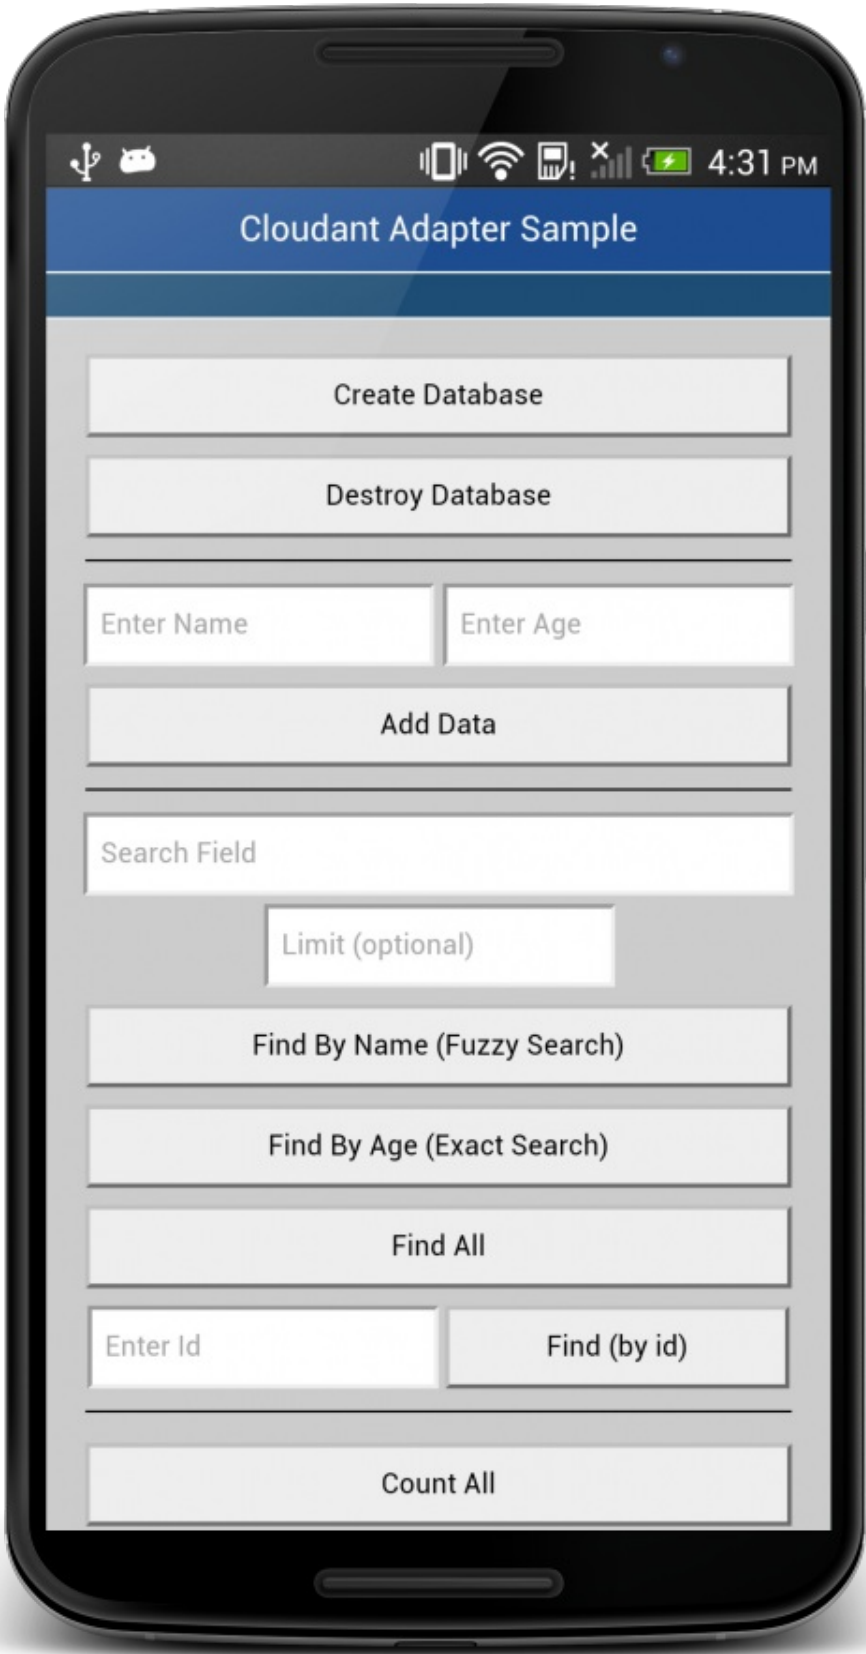 4:31 PM
Cloudant Adapter Sample
Create Database
Destroy Database
Enter Name Enter Age
Add Data
Search Field
Limit (optional)
Find By Name (Fuzzy Search)
Find By Age (Exact Search)
Find All
Enter Id Find (by id)
Count All